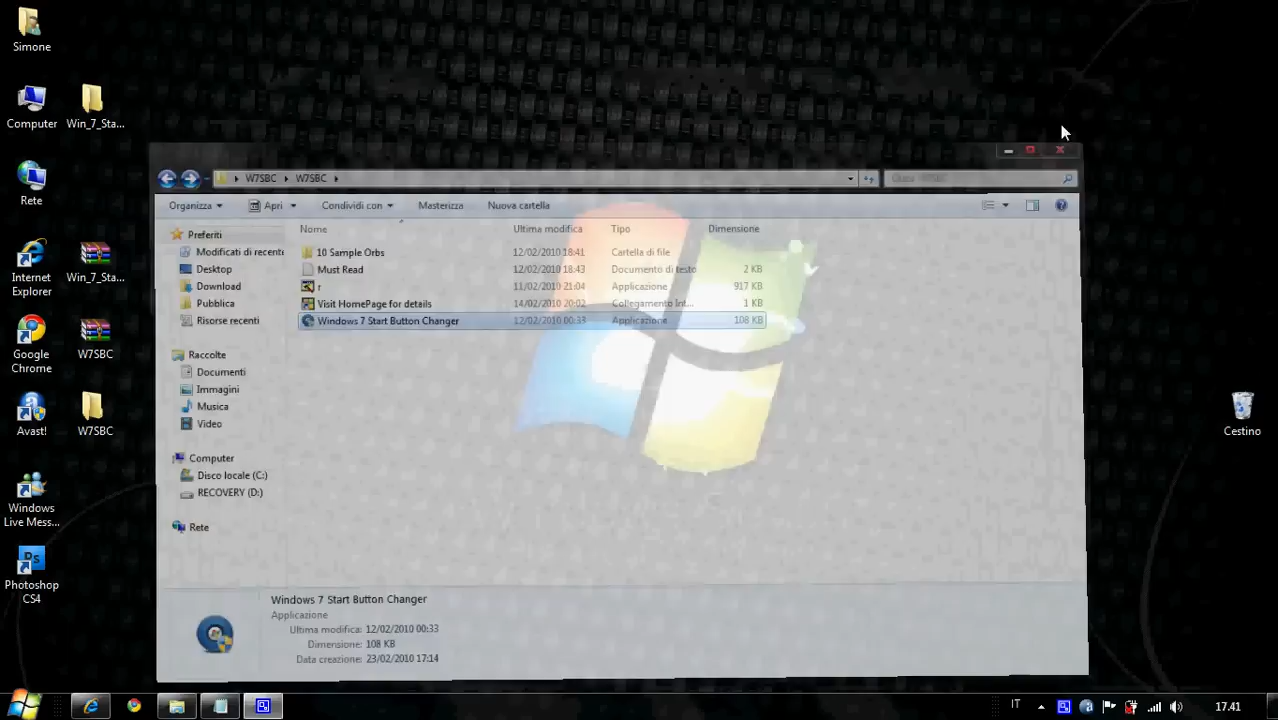 Simone
Computer
Win_7_Sta...
Rete
Internet Explorer
Win_7_Sta...
Google Chrome
W7SBC
Avast!
W7SBC
Windows Live Mess...
Photoshop CS4
Cestino
W7SBC W7SBC
Cerca W7SBC
Organizza Apri Condividi con Masterizza Nuova cartella
Preferiti
Modificati di recente
Desktop
Download
Pubblica
Risorse recenti
Raccolte
Documenti
Immagini
Musica
Video
Computer
Disco locale (C:)
RECOVERY (D:)
Rete
Nome Ultima modifica Tipo Dimensione
10 Sample Orbs 12/02/2010 18:41 Cartella di file
Must Read 12/02/2010 18:43 Documento di testo 2 KB
r 11/02/2010 21:04 Applicazione 917 KB
Visit HomePage for details 14/02/2010 20:02 Collegamento Int... 1 KB
Windows 7 Start Button Changer 12/02/2010 00:33 Applicazione 108 KB
Windows 7 Start Button Changer
Applicazione
Ultima modifica: 12/02/2010 00:33
Dimensione: 108 KB
Data creazione: 23/02/2010 17:14
IT 17.41